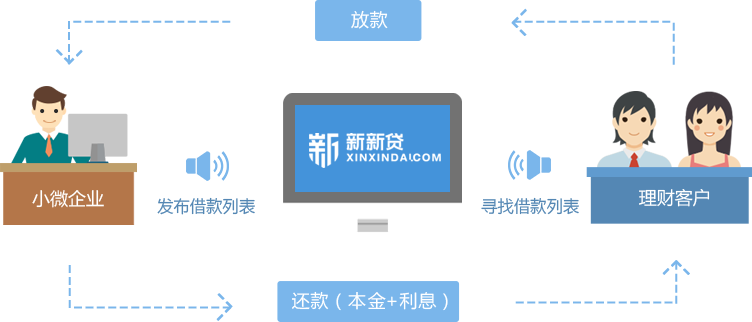 放款
新新贷
XINXINDAI.COM
小微企业
发布借款列表
寻找借款列表
理财客户
还款（本金+利息）